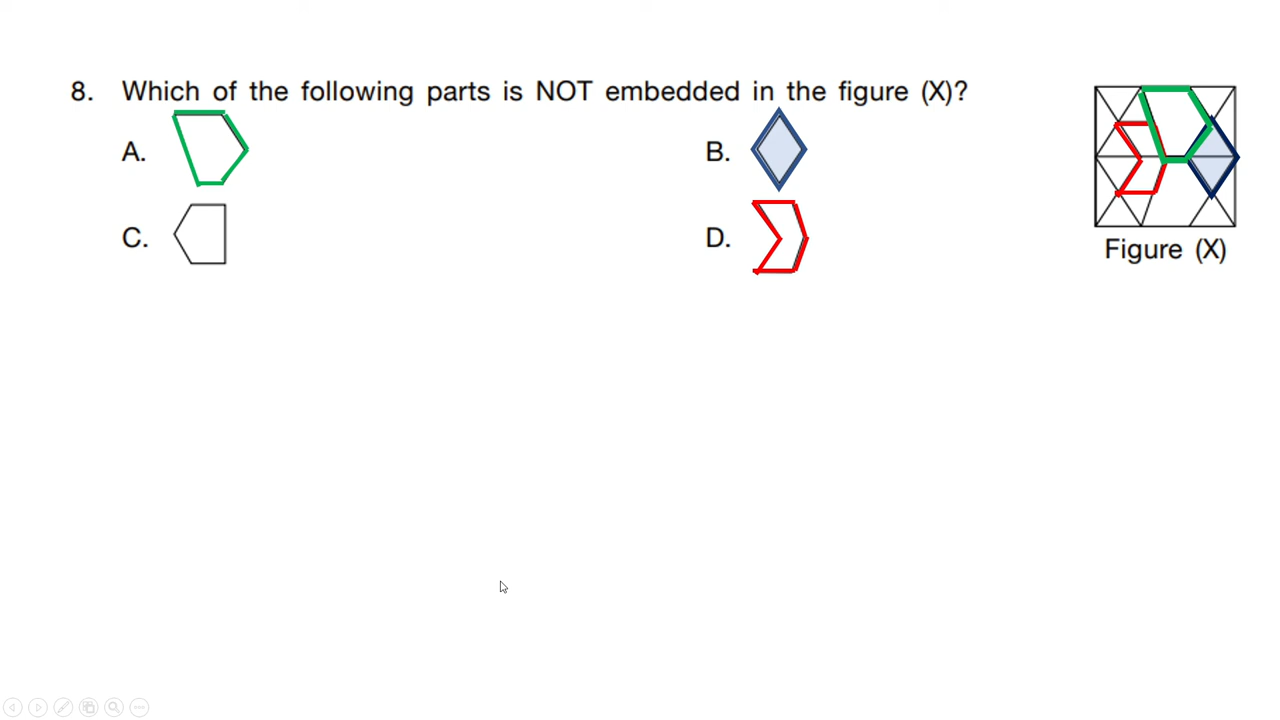 8. Which of the following parts is NOT embedded in the figure (X)?
A.
B.
C.
D.
Figure (X)